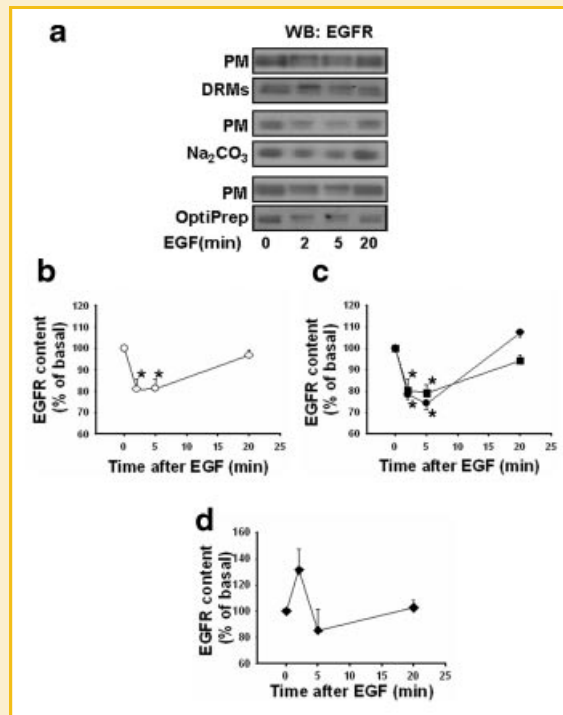 a
WB: EGFR
PM
DRMs
PM
Na₂CO₃
PM
OptiPrep
EGF(min) 0 2 5 20
b
EGFR content
(% of basal)
120
110
100
90
80
70
60
* *
0 5 10 15 20 25
Time after EGF (min)
c
EGFR content
(% of basal)
120
110
100
90
80
70
60
* *
* *
0 5 10 15 20 25
Time after EGF (min)
d
EGFR content
(% of basal)
160
140
120
100
80
60
0 5 10 15 20 25
Time after EGF (min)